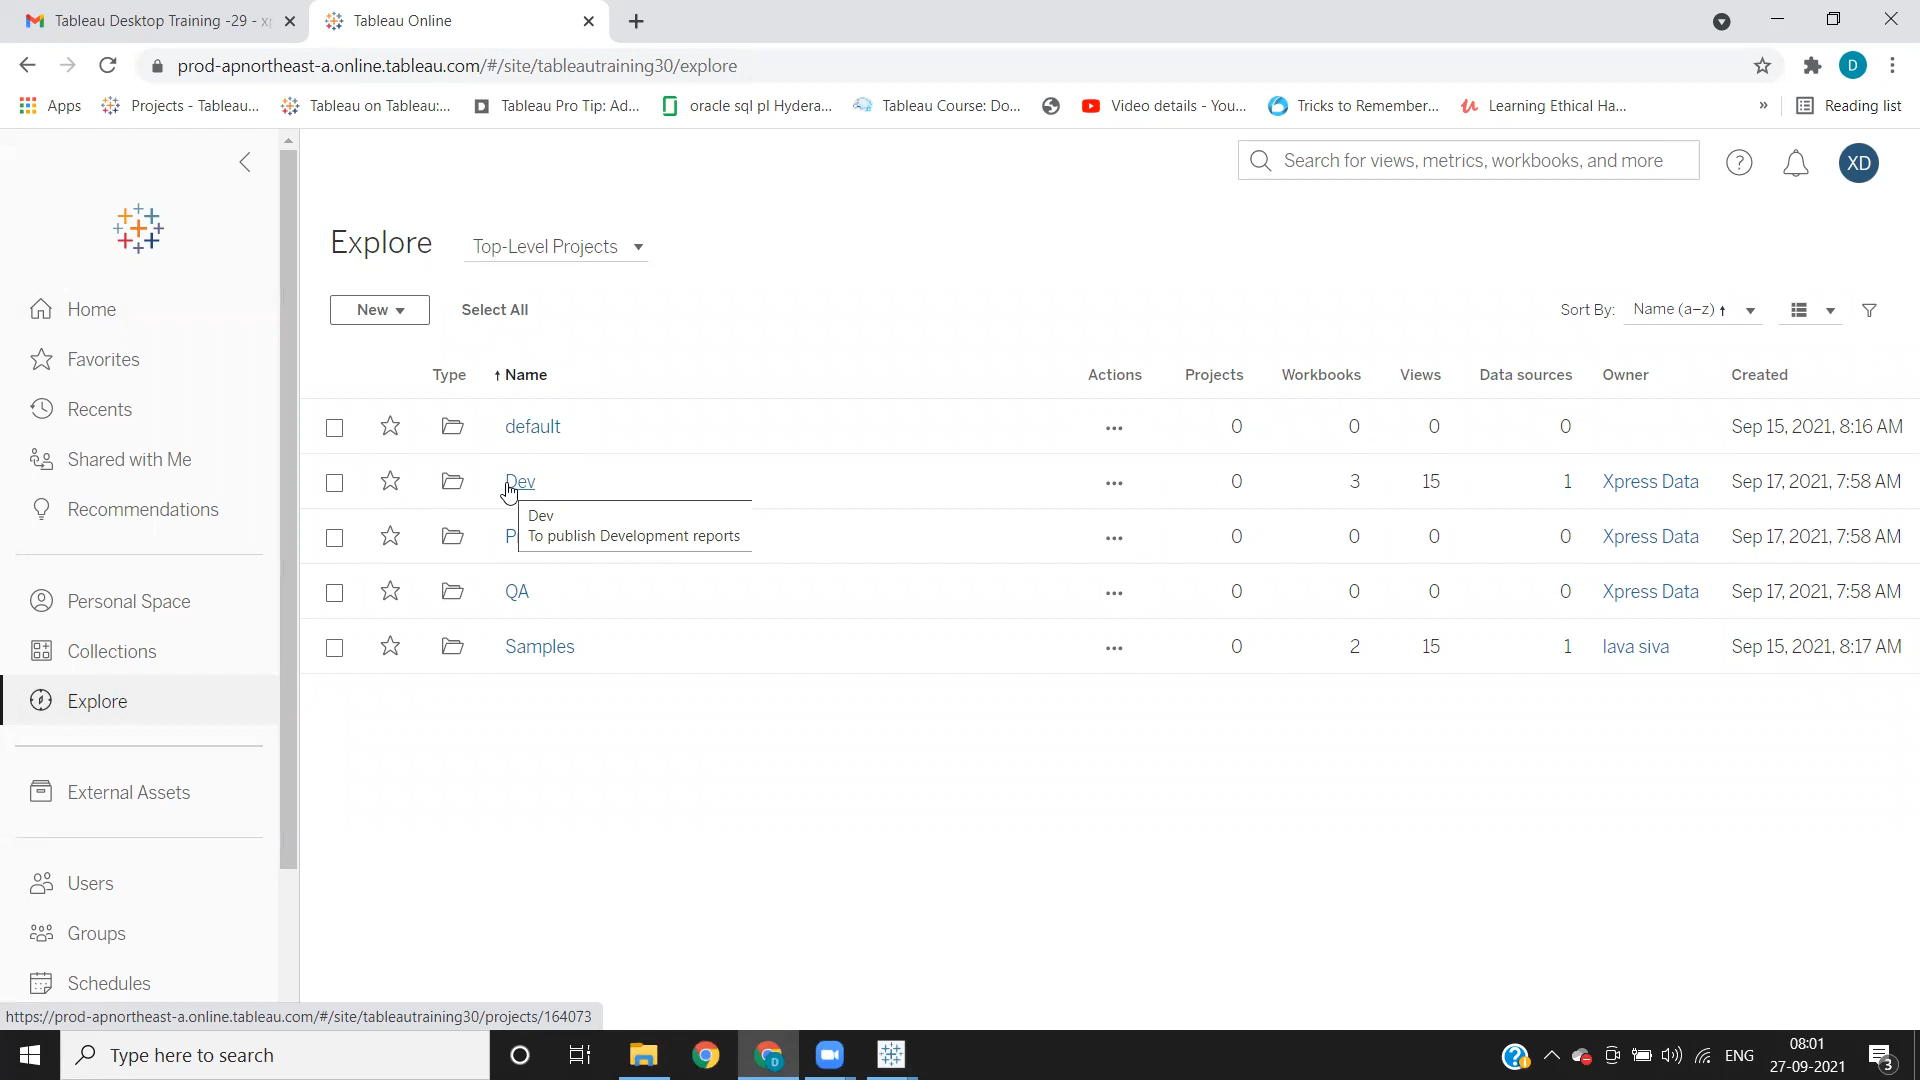 Tableau Desktop Training -29 - x
Tableau Online
prod-apnortheast-a.online.tableau.com/#/site/tableautraining30/explore
D
Apps
Projects - Tableau...
Tableau on Tableau:...
Tableau Pro Tip: Ad...
oracle sql pl Hydera...
Tableau Course: Do...
Video details - You...
Tricks to Remember...
Learning Ethical Ha...
»
Reading list
Search for views, metrics, workbooks, and more
XD
Home
Favorites
Recents
Shared with Me
Recommendations
Personal Space
Collections
Explore
External Assets
Users
Groups
Schedules
Explore
Top-Level Projects
New
Select All
Sort By: Name (a–z) ↑
Type ↑ Name Actions Projects Workbooks Views Data sources Owner Created
default ... 0 0 0 0 Sep 15, 2021, 8:16 AM
Dev ... 0 3 15 1 Xpress Data Sep 17, 2021, 7:58 AM
Dev
To publish Development reports
P ... 0 0 0 0 Xpress Data Sep 17, 2021, 7:58 AM
QA ... 0 0 0 0 Xpress Data Sep 17, 2021, 7:58 AM
Samples ... 0 2 15 1 lava siva Sep 15, 2021, 8:17 AM
https://prod-apnortheast-a.online.tableau.com/#/site/tableautraining30/projects/164073
Type here to search
D
ENG
08:01
27-09-2021
3